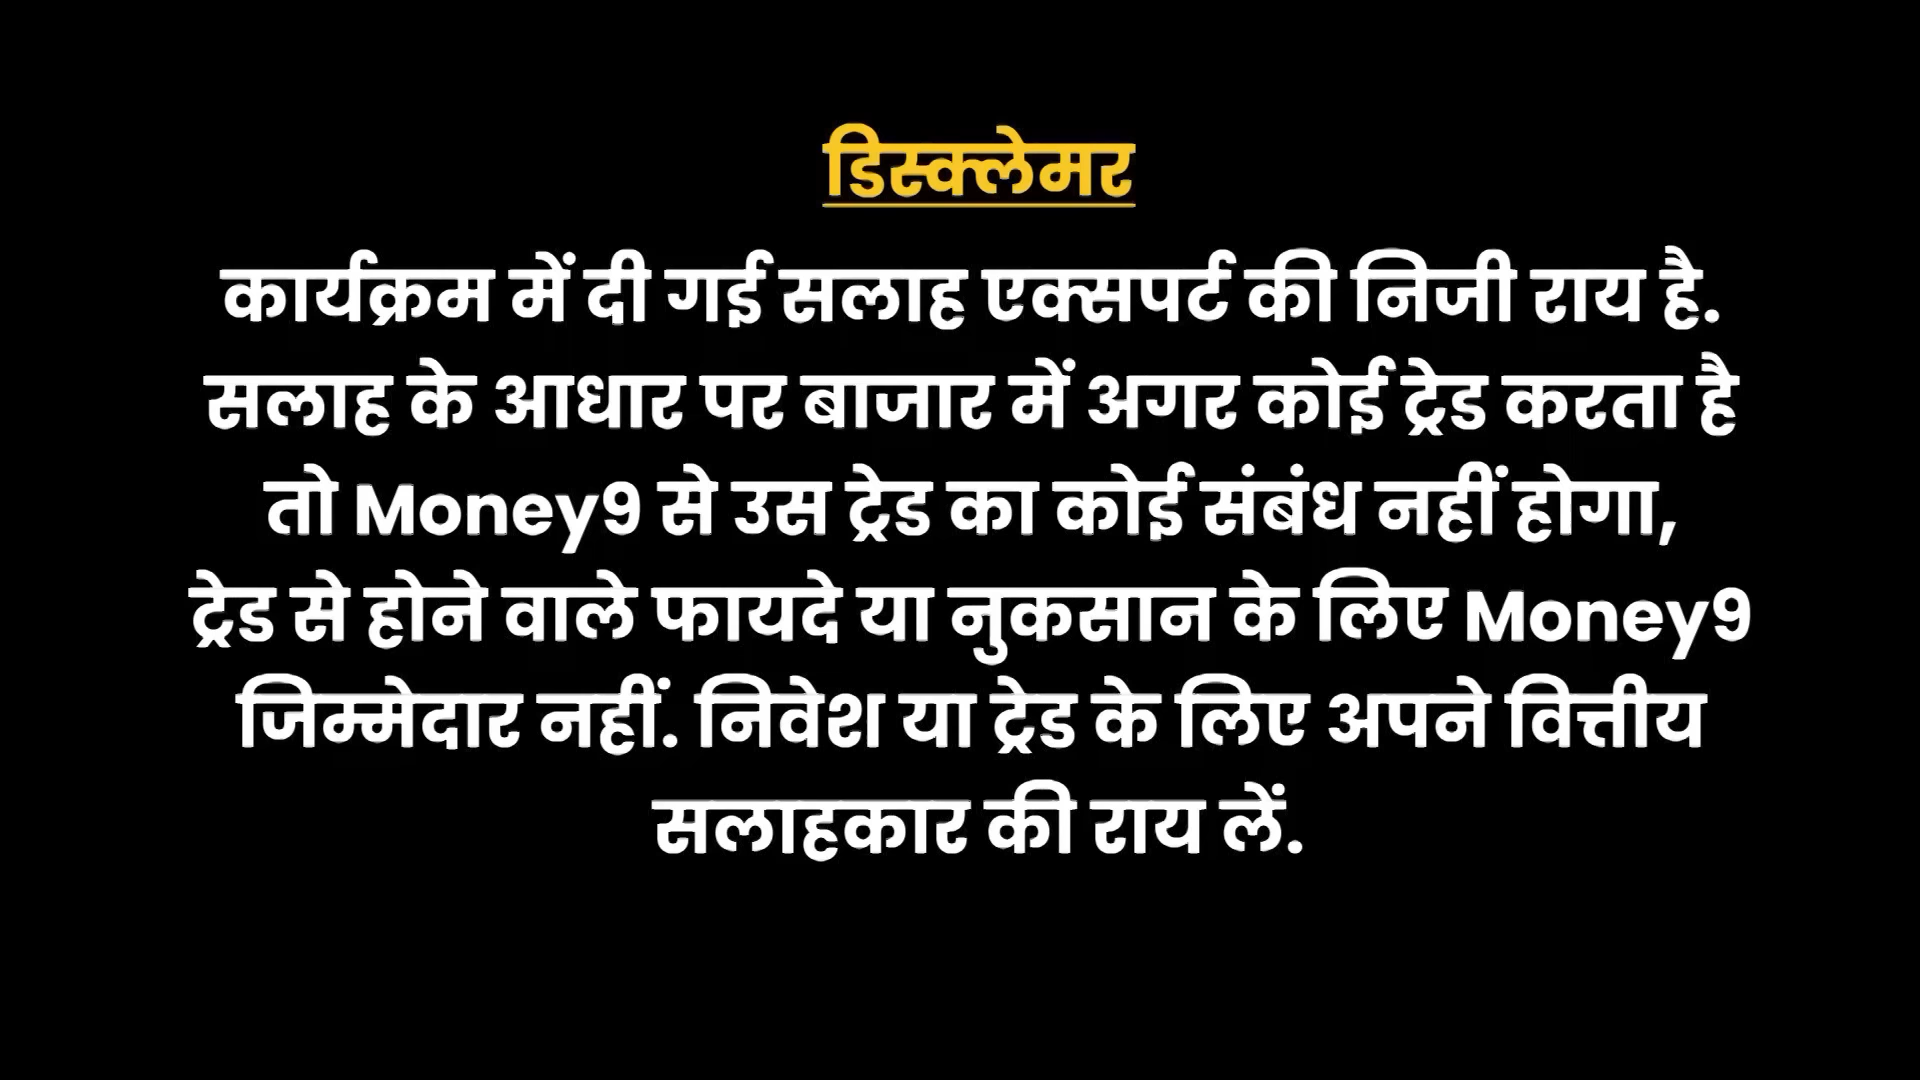 डिस्क्लेमर
कार्यक्रम में दी गई सलाह एक्सपर्ट की निजी राय है.
सलाह के आधार पर बाजार में अगर कोई ट्रेड करता है
तो Money9 से उस ट्रेड का कोई संबंध नहीं होगा,
ट्रेड से होने वाले फायदे या नुकसान के लिए Money9
जिम्मेदार नहीं. निवेश या ट्रेड के लिए अपने वित्तीय
सलाहकार की राय लें.